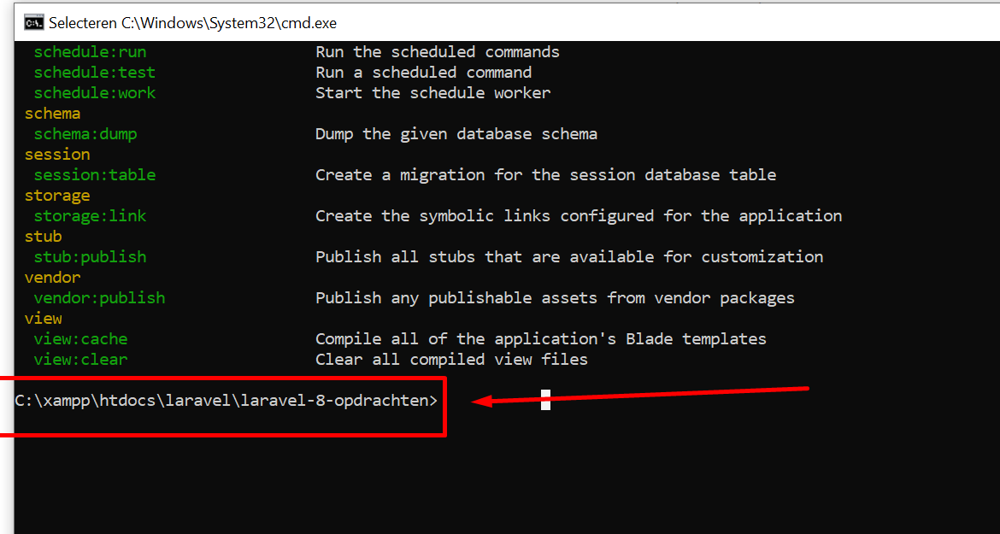 C:\. Selecteren C:\Windows\System32\cmd.exe
schedule:run Run the scheduled commands
schedule:test Run a scheduled command
schedule:work Start the schedule worker
schema
schema:dump Dump the given database schema
session
session:table Create a migration for the session database table
storage
storage:link Create the symbolic links configured for the application
stub
stub:publish Publish all stubs that are available for customization
vendor
vendor:publish Publish any publishable assets from vendor packages
view
view:cache Compile all of the application's Blade templates
view:clear Clear all compiled view files
C:\xampp\htdocs\laravel\laravel-8-opdrachten>